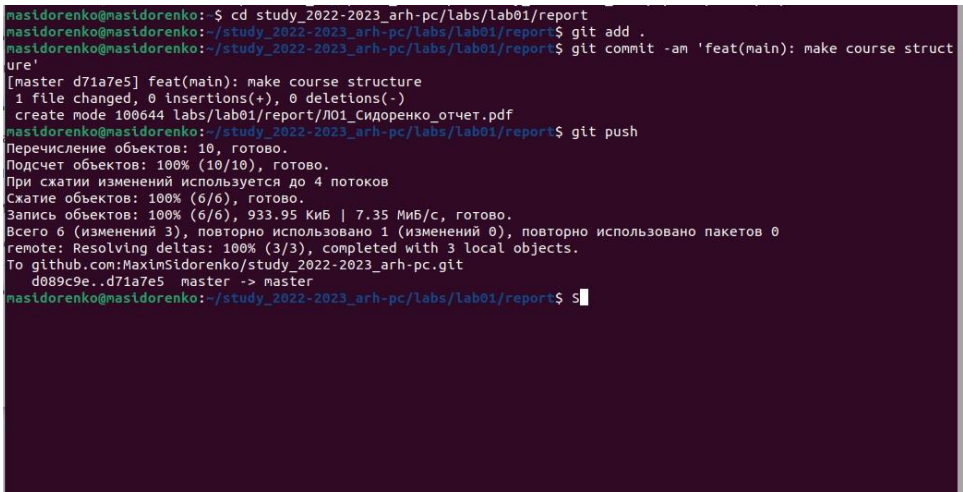 masidorenko@masidorenko:~$ cd study_2022-2023_arh-pc/labs/lab01/report
masidorenko@masidorenko:~/study_2022-2023_arh-pc/labs/lab01/report$ git add .
masidorenko@masidorenko:~/study_2022-2023_arh-pc/labs/lab01/report$ git commit -am 'feat(main): make course struct
ure'
[master d71a7e5] feat(main): make course structure
 1 file changed, 0 insertions(+), 0 deletions(-)
 create mode 100644 labs/lab01/report/Л01_Сидоренко_отчет.pdf
masidorenko@masidorenko:~/study_2022-2023_arh-pc/labs/lab01/report$ git push
Перечисление объектов: 10, готово.
Подсчет объектов: 100% (10/10), готово.
При сжатии изменений используется до 4 потоков
Сжатие объектов: 100% (6/6), готово.
Запись объектов: 100% (6/6), 933.95 КиБ | 7.35 МиБ/с, готово.
Всего 6 (изменений 3), повторно использовано 1 (изменений 0), повторно использовано пакетов 0
remote: Resolving deltas: 100% (3/3), completed with 3 local objects.
To github.com:MaximSidorenko/study_2022-2023_arh-pc.git
   d089c9e..d71a7e5  master -> master
masidorenko@masidorenko:~/study_2022-2023_arh-pc/labs/lab01/report$ S